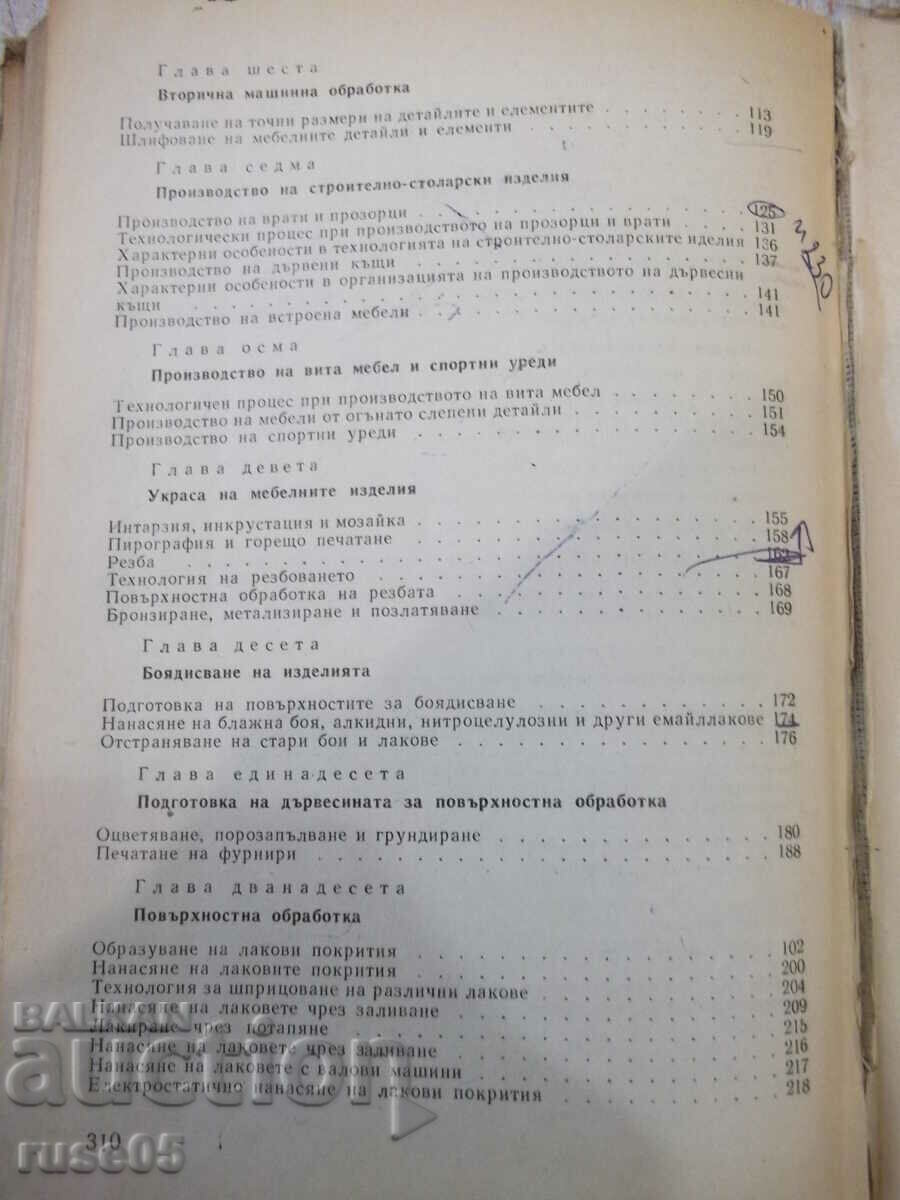 Глава шеста
Вторична машинна обработка
Получаване на точни размери на детайлите и елементите 113
Шлифоване на мебелните детайли и елементи 119
Глава седма
Производство на строително-столарски изделия
Производство на врати и прозорци 125
Технологически процес при производството на прозорци и врати 131
Характерни особености в технологията на строително-столарските иделия 136
Производство на дървени къщи 137
Характерни особености в организацията на производството на дървесни
къщи 141
Производство на встроена мебели 141
Глава осма
Производство на вита мебел и спортни уреди
Технологичен процес при производството на вита мебел 150
Производство на мебели от огънато слепени детайли 151
Производство на спортни уреди 154
Глава девета
Украса на мебелните изделия
Интарзия, инкрустация и мозайка 155
Пирография и горещо печатане 158
Резба 162
Технология на резбоването 167
Повърхностна обработка на резбата 168
Бронзиране, метализиране и позлатяване 169
Глава десета
Боядисване на изделията
Подготовка на повърхностите за боядисване 172
Нанасяне на блажна боя, алкидни, нитроцелулозни и други емайллакове 174
Отстраняване на стари бои и лакове 176
Глава единадесета
Подготовка на дървесината за повърхностна обработка
Оцветяване, порозапълване и грундиране 180
Печатане на фурнири 188
Глава дванадесета
Повърхностна обработка
Образуване на лакови покрития 102
Нанасяне на лаковите покрития 200
Технология за шприцоване на различни лакове 204
Нанасяне на лаковете чрез заливане 209
Лакиране чрез потапяне 215
Нанасяне на лаковете чрез заливане 216
Нанасяне на лаковете с валови машини 217
Електростатично нанасяне на лакови покрития 218
310
BALKAN
auction
ruse05